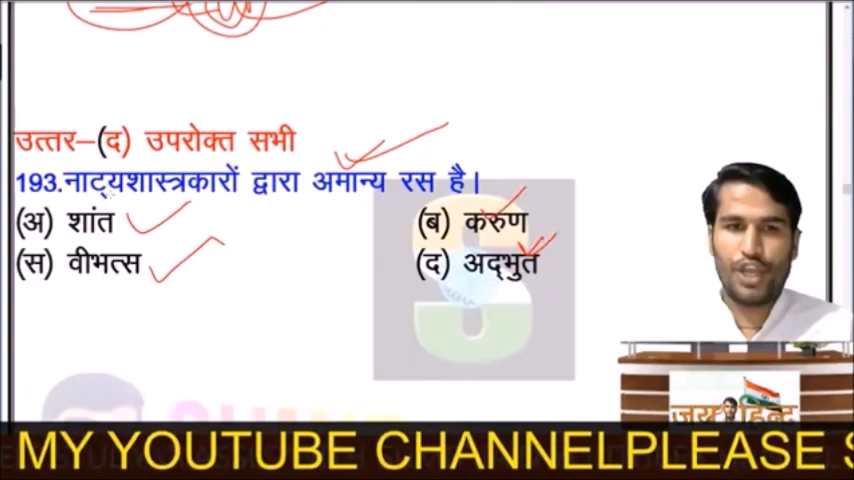 उत्तर–(द) उपरोक्त सभी
193.नाट्यशास्त्रकारों द्वारा अमान्य रस है।
(अ) शांत (ब) करुण
(स) वीभत्स (द) अद्भुत
जय हिन्द
MY YOUTUBE CHANNELPLEASE S